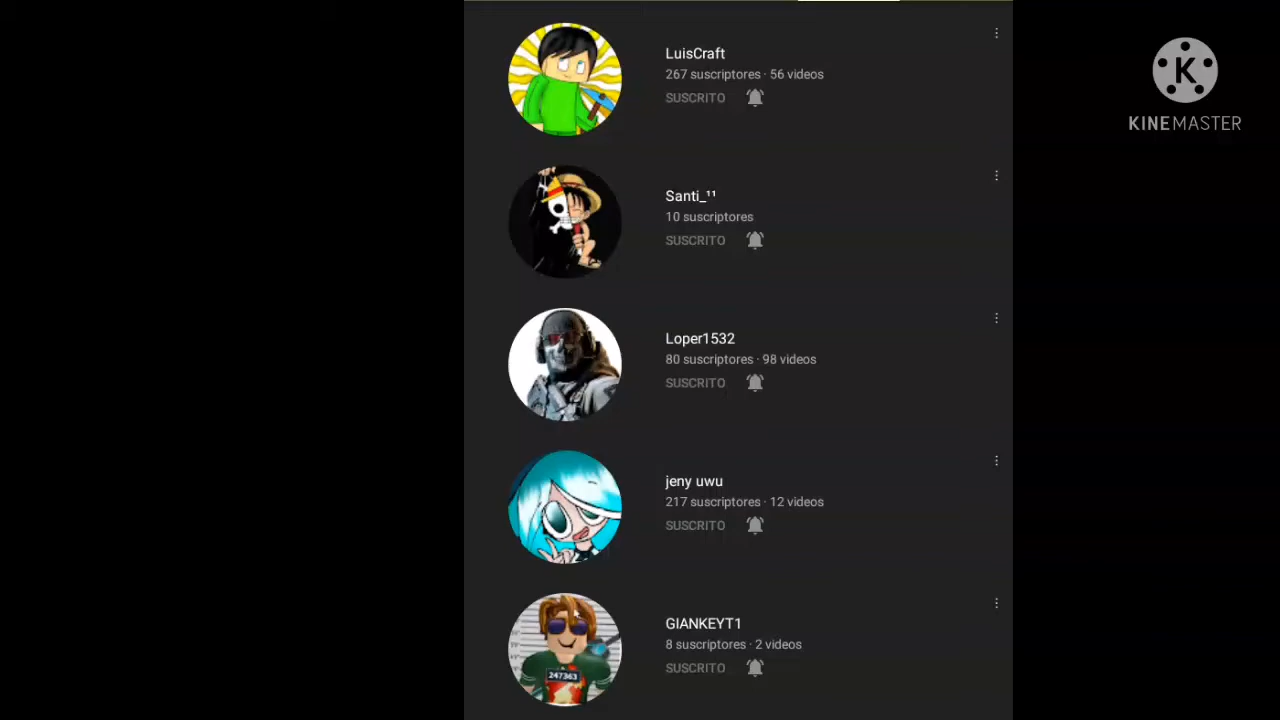 LuisCraft
267 suscriptores · 56 videos
SUSCRITO
KINEMASTER
Santi_¹¹
10 suscriptores
SUSCRITO
Loper1532
80 suscriptores · 98 videos
SUSCRITO
jeny uwu
217 suscriptores · 12 videos
SUSCRITO
GIANKEYT1
8 suscriptores · 2 videos
SUSCRITO
247363